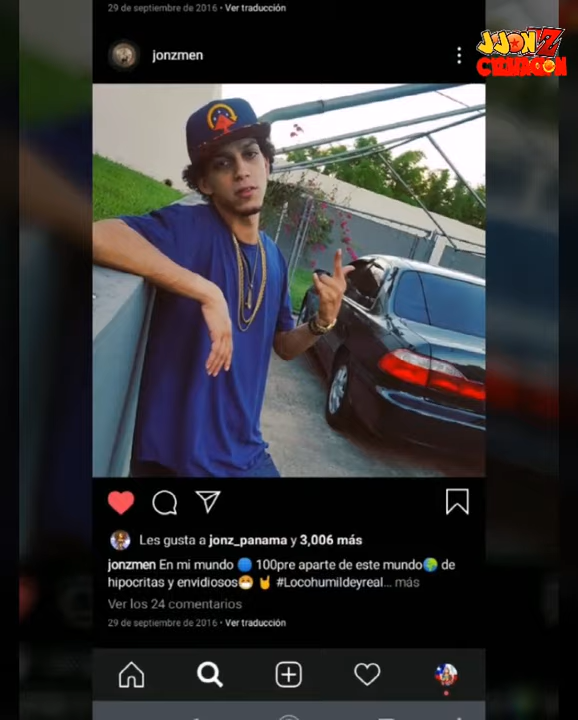 29 de septiembre de 2016 • Ver traducción
jonzmen
Les gusta a jonz_panama y 3,006 más
jonzmen En mi mundo 🔵 100pre aparte de este mundo🌍 de
hipocritas y envidiosos😷 🤘 #Locohumildeyreal... más
Ver los 24 comentarios
29 de septiembre de 2016 • Ver traducción